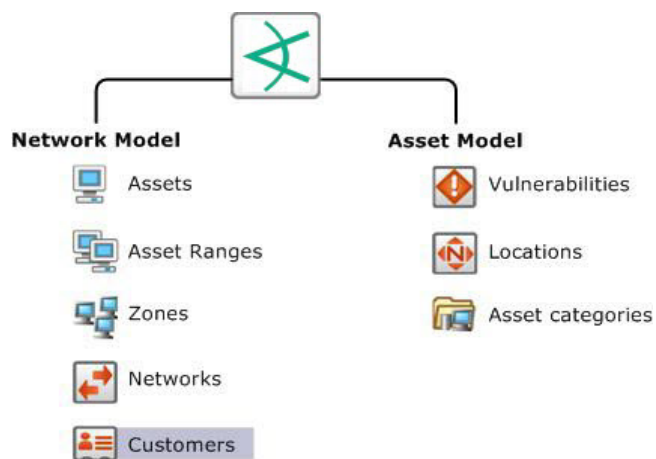 Network Model
Assets
Asset Ranges
Zones
Networks
Customers
Asset Model
Vulnerabilities
N
Locations
Asset categories